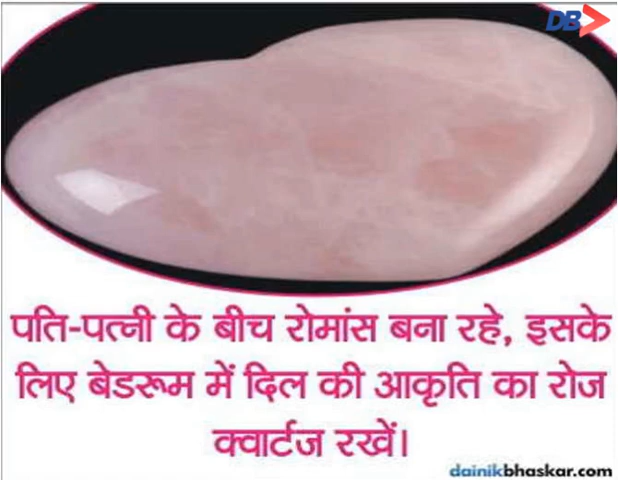 DB
पति-पत्नी के बीच रोमांस बना रहे, इसके
लिए बेडरूम में दिल की आकृति का रोज
क्वार्टज रखें।
dainikbhaskar.com